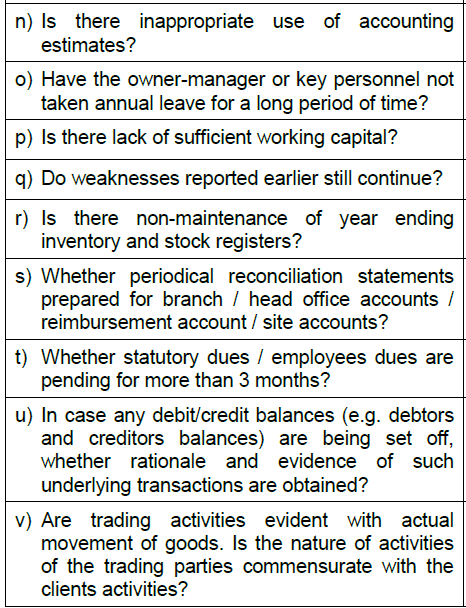 n) Is there inappropriate use of accounting
estimates?
o) Have the owner-manager or key personnel not
taken annual leave for a long period of time?
p) Is there lack of sufficient working capital?
q) Do weaknesses reported earlier still continue?
r) Is there non-maintenance of year ending
inventory and stock registers?
s) Whether periodical reconciliation statements
prepared for branch / head office accounts /
reimbursement account / site accounts?
t) Whether statutory dues / employees dues are
pending for more than 3 months?
u) In case any debit/credit balances (e.g. debtors
and creditors balances) are being set off,
whether rationale and evidence of such
underlying transactions are obtained?
v) Are trading activities evident with actual
movement of goods. Is the nature of activities
of the trading parties commensurate with the
clients activities?